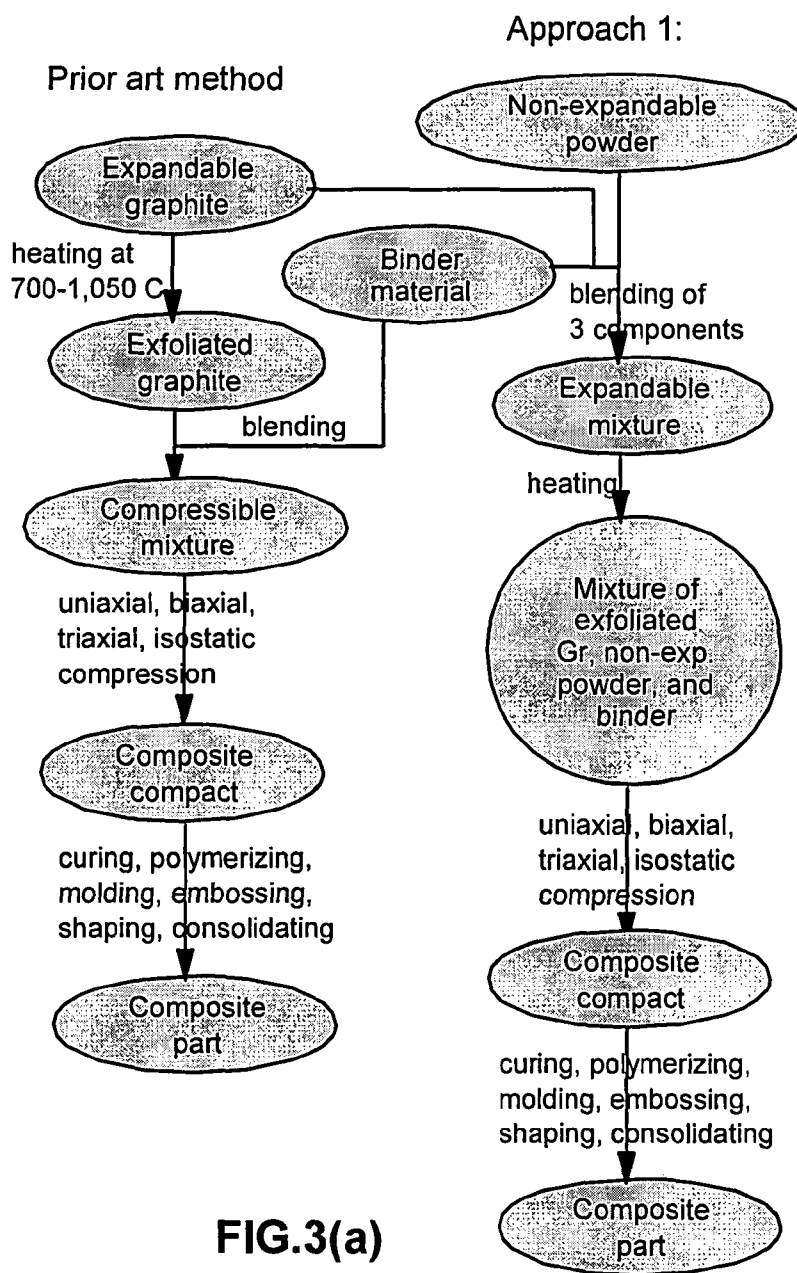 Prior art method
Expandable
graphite
heating at
700-1,050 C
Exfoliated
graphite
Binder
material
blending
Compressible
mixture
uniaxial, biaxial,
triaxial, isostatic
compression
Composite
compact
curing, polymerizing,
molding, embossing,
shaping, consolidating
Composite
part
Approach 1:
Non-expandable
powder
blending of
3 components
Expandable
mixture
heating
Mixture of
exfoliated
Gr, non-exp.
powder, and
binder
uniaxial, biaxial,
triaxial, isostatic
compression
Composite
compact
curing, polymerizing,
molding, embossing,
shaping, consolidating
Composite
part
FIG.3(a)